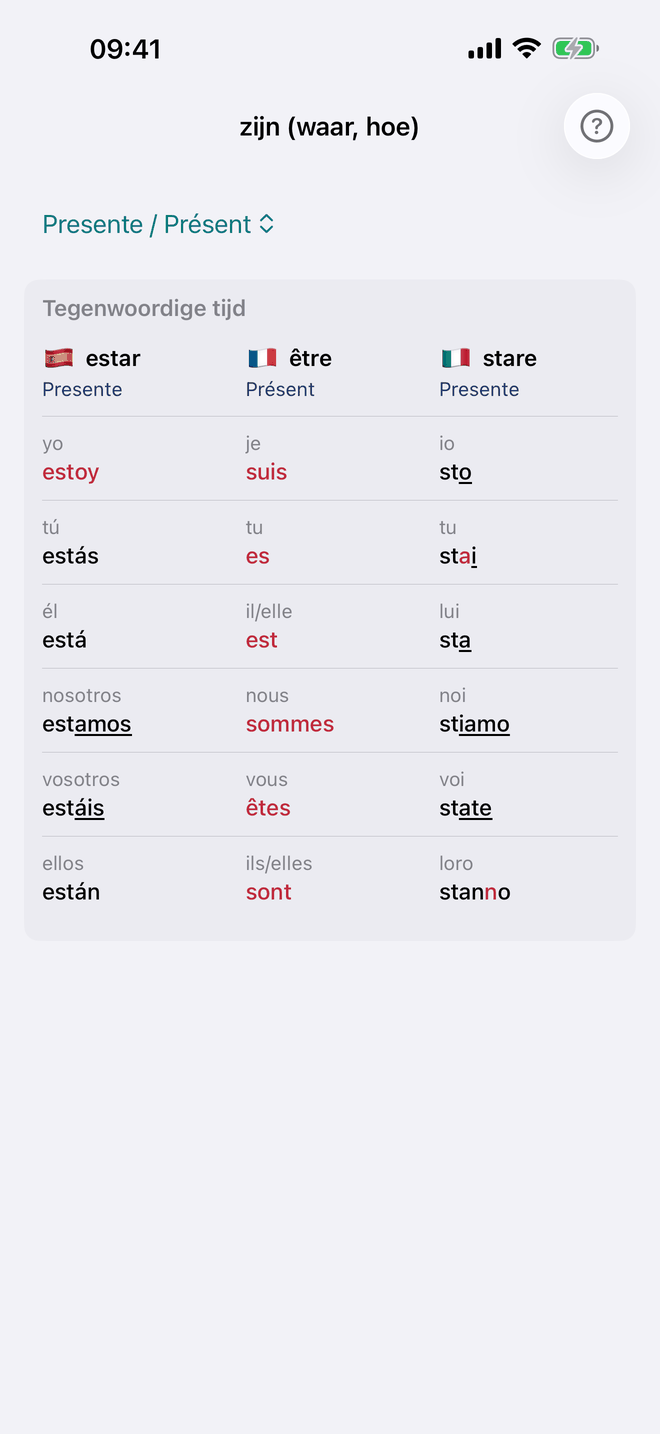 09:41
zijn (waar, hoe)
Presente / Présent
Tegenwoordige tijd
estar être stare
Presente Présent Presente
yo je io
estoy suis sto
tú tu tu
estás es stai
él il/elle lui
está est sta
nosotros nous noi
estamos sommes stiamo
vosotros vous voi
estáis êtes state
ellos ils/elles loro
están sont stanno